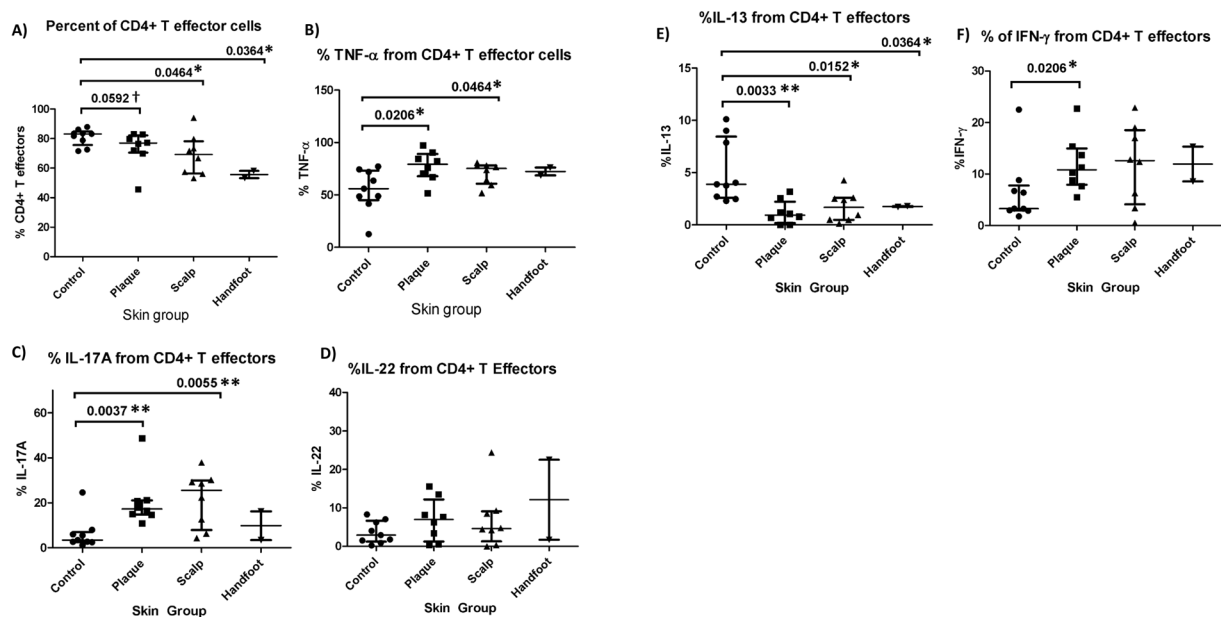 A)
Percent of CD4+ T effector cells
0.0364 *
0.0464 *
0.0592 †
100
80
60
40
20
0
% CD4+ T effectors
Control
Plaque
Scalp
Handfoot
Skin group
B)
% TNF-α from CD4+ T effector cells
0.0464 *
0.0206 *
150
100
50
0
% TNF-α
Control
Plaque
Scalp
Handfoot
Skin group
C)
% IL-17A from CD4+ T effectors
0.0055 **
0.0037 **
60
40
20
0
% IL-17A
Control
Plaque
Scalp
Handfoot
Skin Group
D)
%IL-22 from CD4+ T Effectors
40
30
20
10
0
% IL-22
Control
Plaque
Scalp
Handfoot
Skin Group
E)
%IL-13 from CD4+ T effectors
0.0364 *
0.0152 *
0.0033 **
15
10
5
0
%IL-13
Control
Plaque
Scalp
Handfoot
Skin Group
F)
% of IFN-γ from CD4+ T effectors
0.0206 *
30
20
10
0
%IFN-γ
Control
Plaque
Scalp
Handfoot
Skin Group